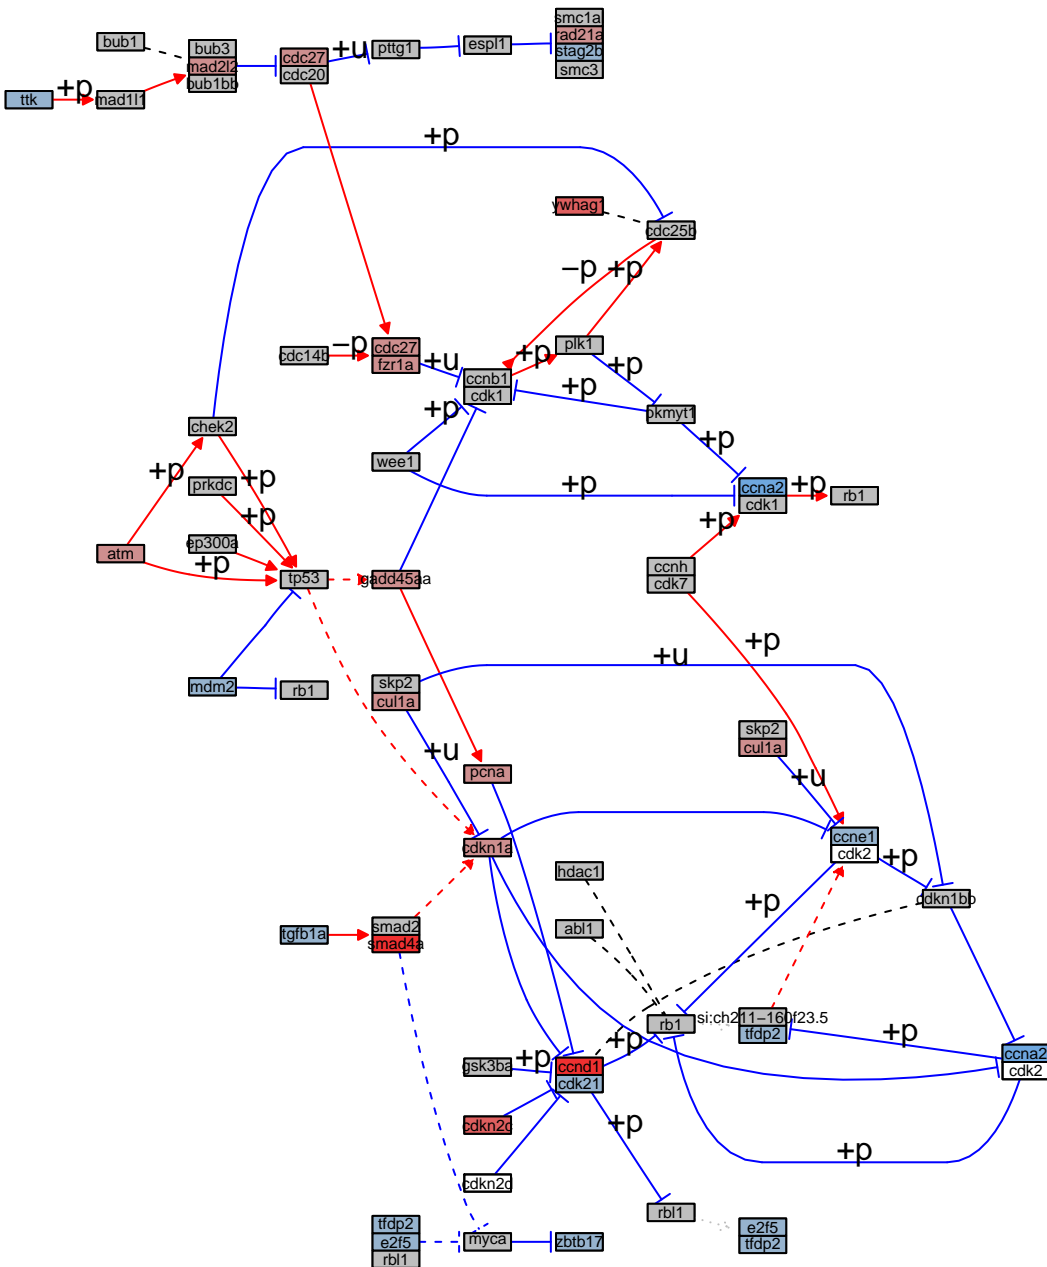 smc1al
bub1
bub3
cdc27
+u
pttg1
espl1
rad21a
mad2l2
stag2b
cdc20
smc3
bub1bb
+p
ttk
mad1l1
+p
ywhag1
cdc25b
−p
+p
cdc14b
−p
cdc27
fzr1a
+u
+p
plk1
ccnb1
cdk1
+p
+p
+p
pkmyt1
chek2
+p
wee1
+p
prkdc
+p
+p
ccna2
cdk1
+p
rb1
+p
+p
ep300a
atm
+p
tp53
gadd45aa
ccnh
cdk7
+p
+u
mdm2
rb1
skp2
cul1a
+u
skp2
cul1a
+u
pcna
cdkn1a
ccne1
cdk2
+p
hdac1
cdkn1bb
+p
abl1
tgfb1a
smad2
smad4a
rb1
si:ch211−160f23.5
tfdp2
+p
+p
gsk3ba
+p
ccnd1
cdk21
ccna2
cdk2
cdkn2c
+p
+p
cdkn2d
rbl1
tfdp2
e2f5
rbl1
myca
zbtb17
e2f5
tfdp2